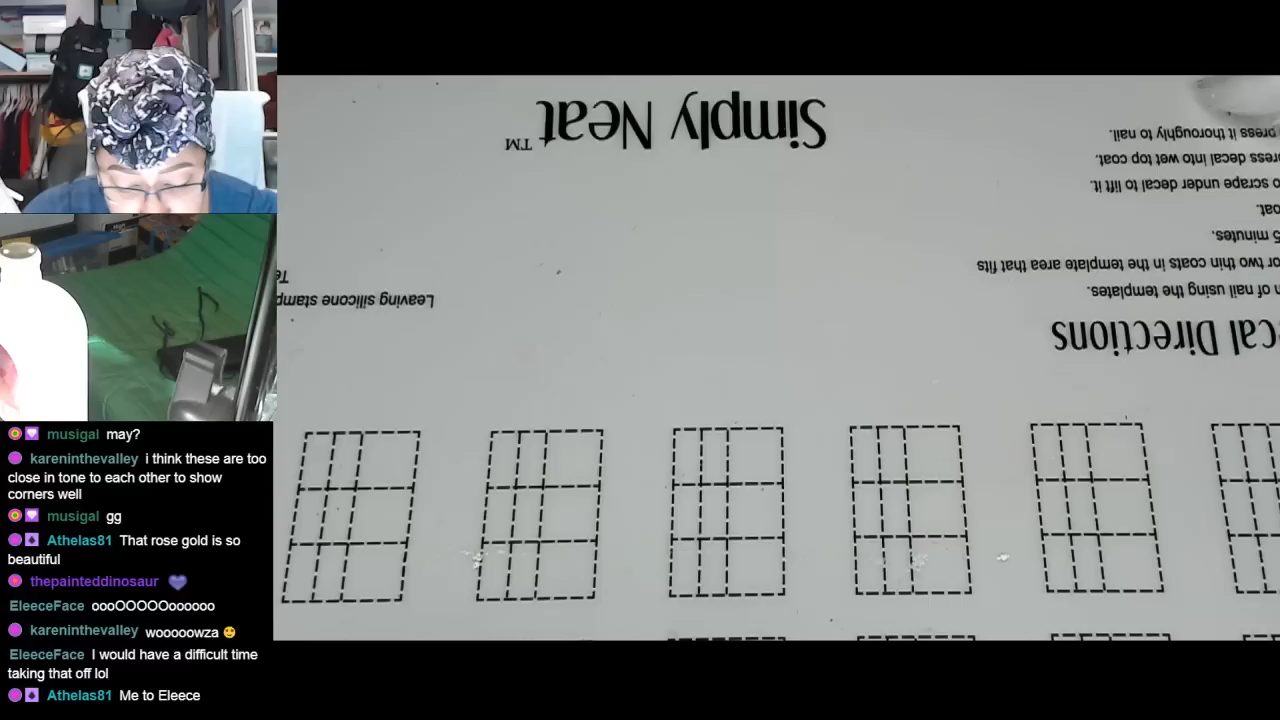 Simply Neat™
press it thoroughly to nail.
press decal into wet top coat.
o scrape under decal to lift it.
oat.
5 minutes.
or two thin coats in the template area that fits
n of nail using the templates.
cal Directions
Leaving silicone stamp
Te
musigal may?
kareninthevalley i think these are too
close in tone to each other to show
corners well
musigal gg
Athelas81 That rose gold is so
beautiful
thepainteddinosaur 💜
EleeceFace oooOOOOOoooooo
kareninthevalley wooooowza 🙂
EleeceFace I would have a difficult time
taking that off lol
Athelas81 Me to Eleece